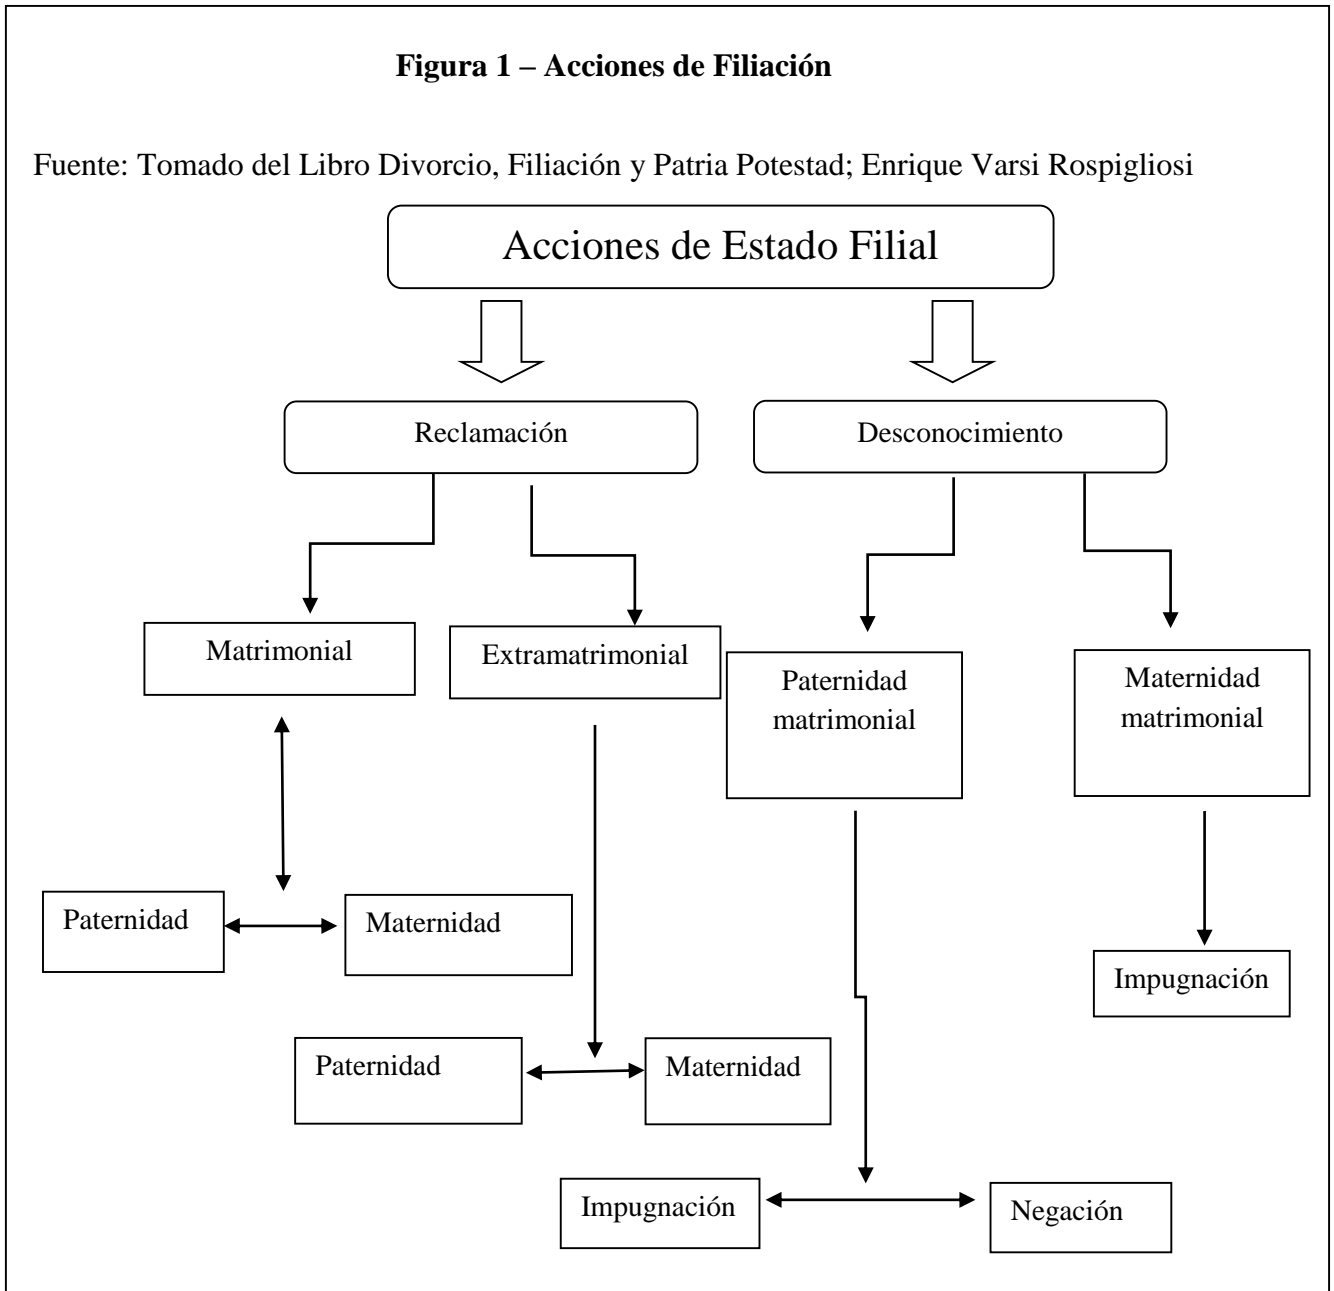 Figura 1 – Acciones de Filiación
Fuente: Tomado del Libro Divorcio, Filiación y Patria Potestad; Enrique Varsi Rospigliosi
Acciones de Estado Filial
Reclamación
Desconocimiento
Matrimonial
Extramatrimonial
Paternidad
matrimonial
Maternidad
matrimonial
Paternidad
Maternidad
Impugnación
Paternidad
Maternidad
Impugnación
Negación